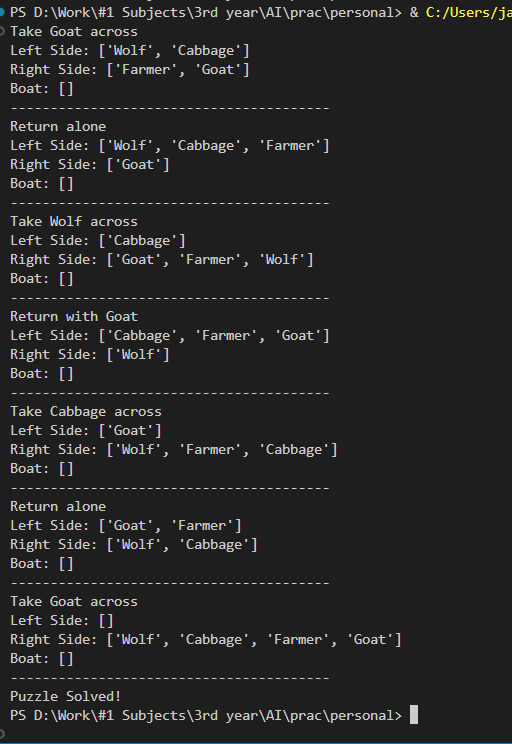 PS D:\Work\#1 Subjects\3rd year\AI\prac\personal> & C:/Users/ja
Take Goat across
Left Side: ['Wolf', 'Cabbage']
Right Side: ['Farmer', 'Goat']
Boat: []
----------------------------------------
Return alone
Left Side: ['Wolf', 'Cabbage', 'Farmer']
Right Side: ['Goat']
Boat: []
----------------------------------------
Take Wolf across
Left Side: ['Cabbage']
Right Side: ['Goat', 'Farmer', 'Wolf']
Boat: []
----------------------------------------
Return with Goat
Left Side: ['Cabbage', 'Farmer', 'Goat']
Right Side: ['Wolf']
Boat: []
----------------------------------------
Take Cabbage across
Left Side: ['Goat']
Right Side: ['Wolf', 'Farmer', 'Cabbage']
Boat: []
----------------------------------------
Return alone
Left Side: ['Goat', 'Farmer']
Right Side: ['Wolf', 'Cabbage']
Boat: []
----------------------------------------
Take Goat across
Left Side: []
Right Side: ['Wolf', 'Cabbage', 'Farmer', 'Goat']
Boat: []
----------------------------------------
Puzzle Solved!
PS D:\Work\#1 Subjects\3rd year\AI\prac\personal>